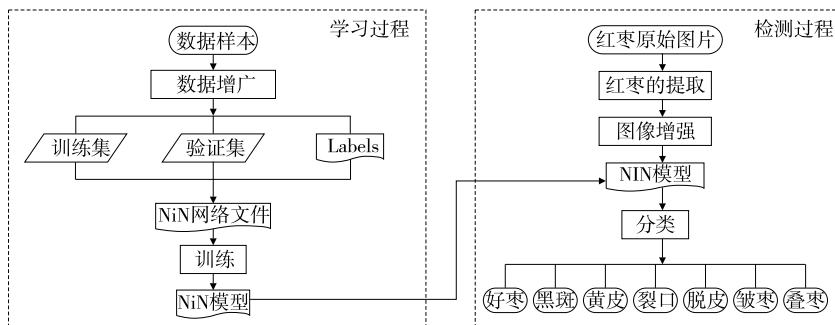 学习过程
数据样本
数据增广
训练集
验证集
Labels
NiN网络文件
训练
NiN模型
检测过程
红枣原始图片
红枣的提取
图像增强
NIN模型
分类
好枣 黑斑 黄皮 裂口 脱皮 皱枣 叠枣